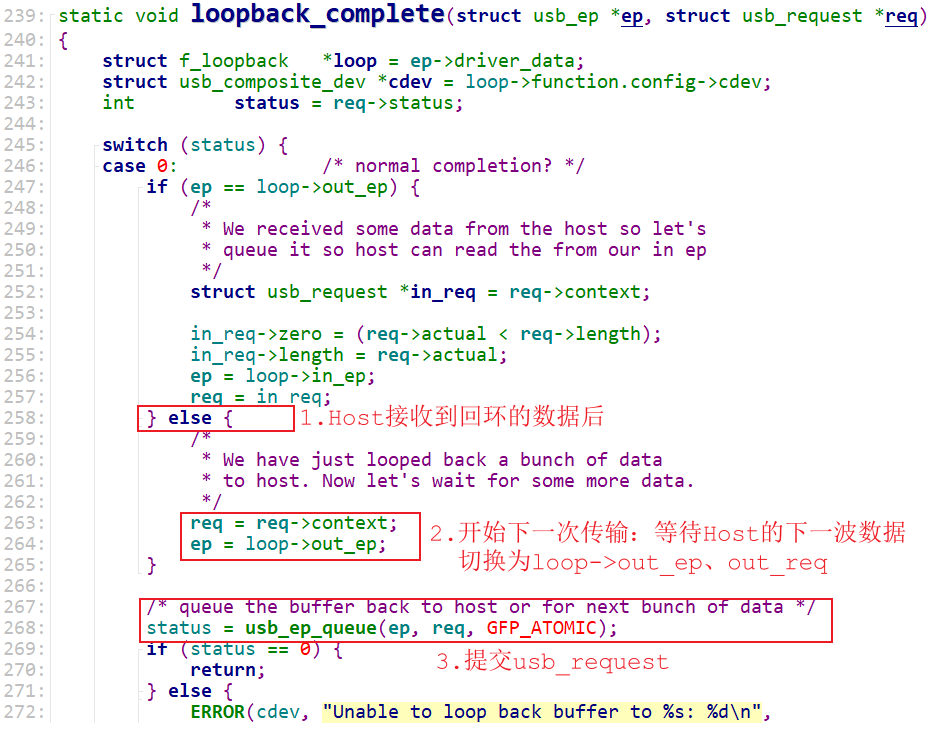 239: static void loopback_complete(struct usb_ep *ep, struct usb_request *req)
240: {
241:     struct f_loopback   *loop = ep->driver_data;
242:     struct usb_composite_dev *cdev = loop->function.config->cdev;
243:     int         status = req->status;
244:
245:     switch (status) {
246:     case 0:             /* normal completion? */
247:         if (ep == loop->out_ep) {
248:             /*
249:              * We received some data from the host so let's
250:              * queue it so host can read the from our in ep
251:              */
252:             struct usb_request *in_req = req->context;
253:
254:             in_req->zero = (req->actual < req->length);
255:             in_req->length = req->actual;
256:             ep = loop->in_ep;
257:             req = in_req;
258:         } else { 1.Host接收到回环的数据后
259:             /*
260:              * We have just looped back a bunch of data
261:              * to host. Now let's wait for some more data.
262:              */
263:             req = req->context; 2.开始下一次传输：等待Host的下一波数据
264:             ep = loop->out_ep; 切换为loop->out_ep、out_req
265:         }
266:
267:         /* queue the buffer back to host or for next bunch of data */
268:         status = usb_ep_queue(ep, req, GFP_ATOMIC);
269:         if (status == 0) {
270:             return; 3.提交usb_request
271:         } else {
272:             ERROR(cdev, "Unable to loop back buffer to %s: %d\n",